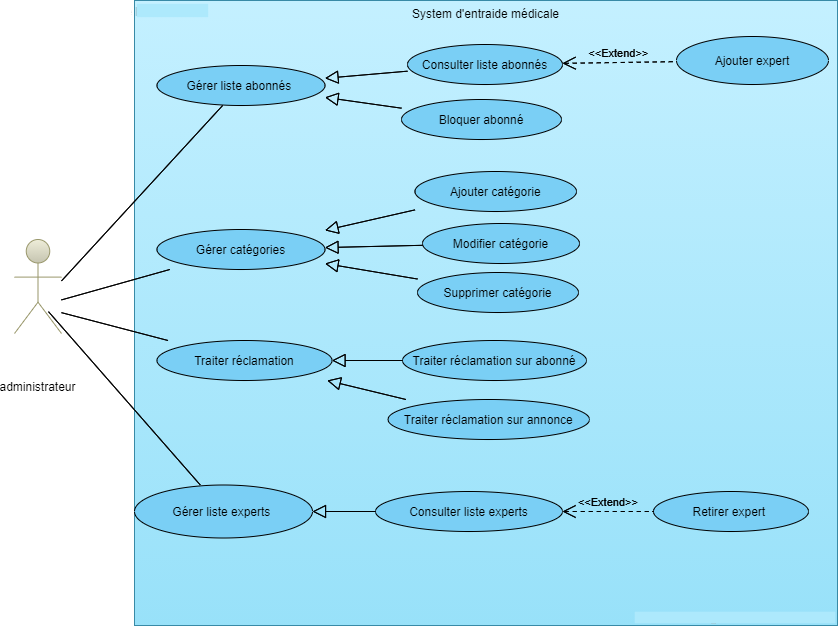 System d'entraide médicale
Gérer liste abonnés
Consulter liste abonnés
<<Extend>>
Ajouter expert
Bloquer abonné
Ajouter catégorie
Gérer catégories
Modifier catégorie
Supprimer catégorie
administrateur
Traiter réclamation
Traiter réclamation sur abonné
Traiter réclamation sur annonce
Gérer liste experts
Consulter liste experts
<<Extend>>
Retirer expert